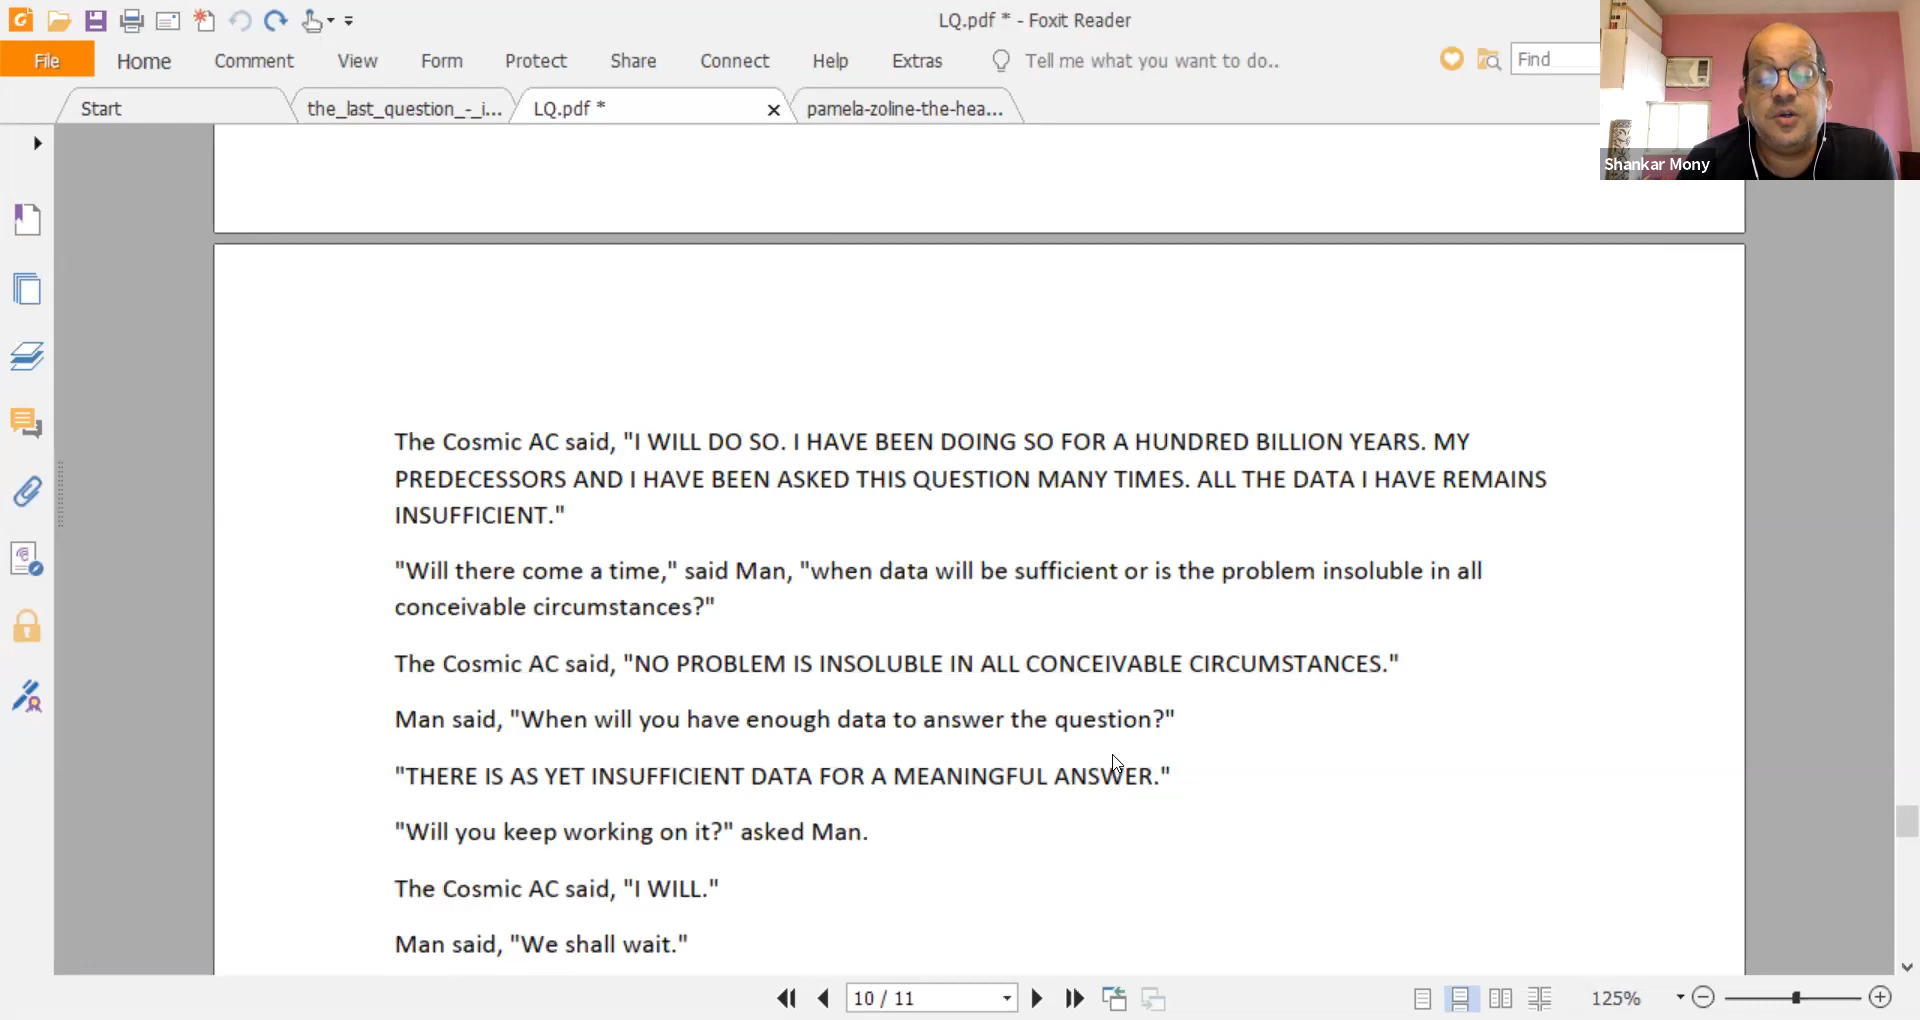 LQ.pdf * - Foxit Reader
File Home Comment View Form Protect Share Connect Help Extras Tell me what you want to do.. Find
Start the_last_question_-_i... LQ.pdf * pamela-zoline-the-hea...
Shankar Mony
The Cosmic AC said, "I WILL DO SO. I HAVE BEEN DOING SO FOR A HUNDRED BILLION YEARS. MY
PREDECESSORS AND I HAVE BEEN ASKED THIS QUESTION MANY TIMES. ALL THE DATA I HAVE REMAINS
INSUFFICIENT."
"Will there come a time," said Man, "when data will be sufficient or is the problem insoluble in all
conceivable circumstances?"
The Cosmic AC said, "NO PROBLEM IS INSOLUBLE IN ALL CONCEIVABLE CIRCUMSTANCES."
Man said, "When will you have enough data to answer the question?"
"THERE IS AS YET INSUFFICIENT DATA FOR A MEANINGFUL ANSWER."
"Will you keep working on it?" asked Man.
The Cosmic AC said, "I WILL."
Man said, "We shall wait."
10 / 11
125%